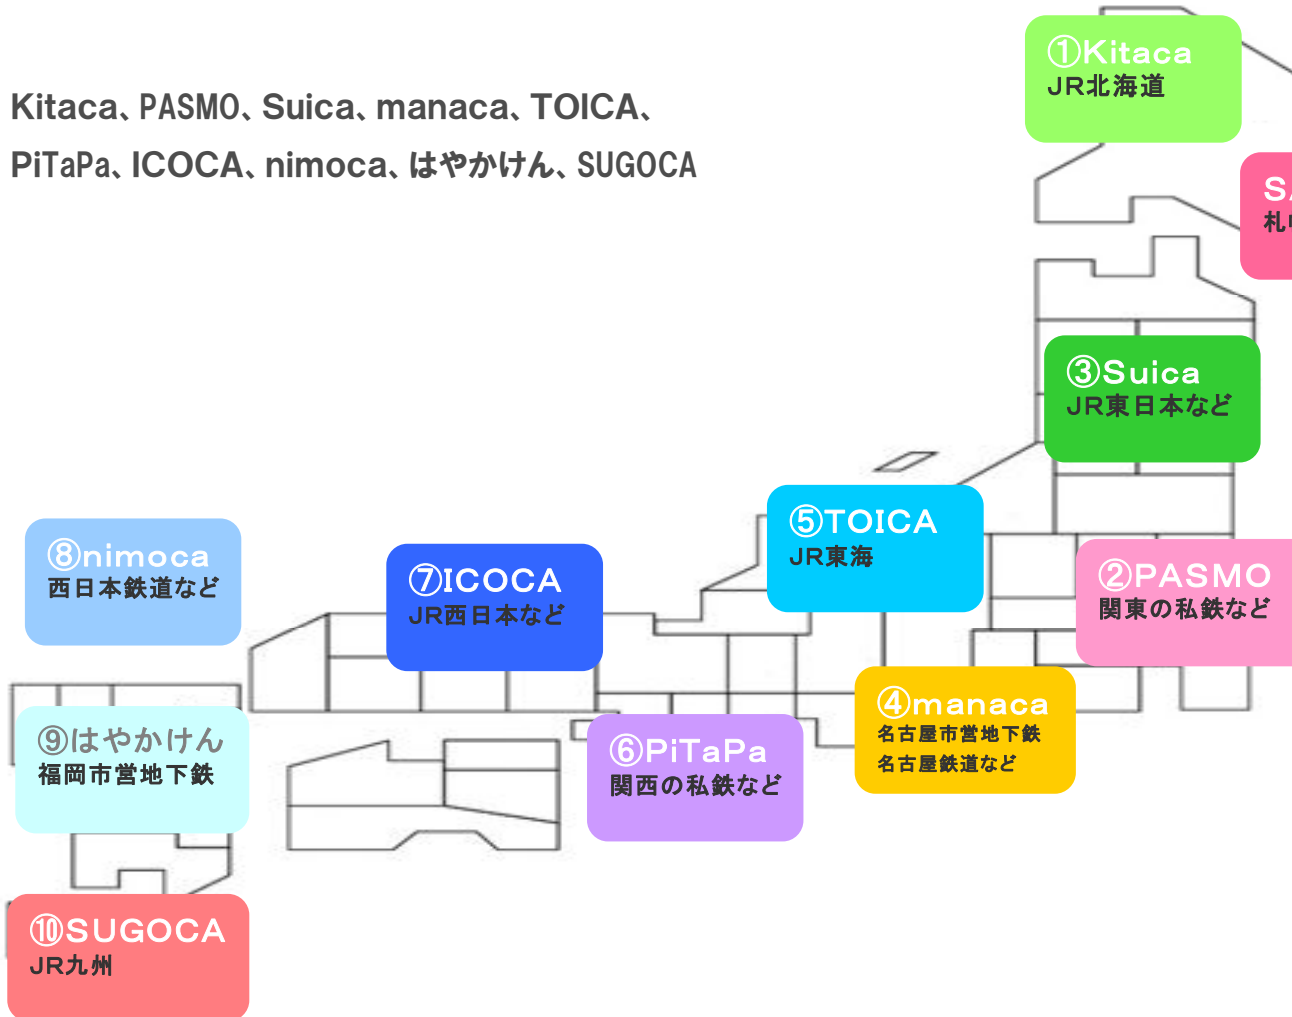 Kitaca、PASMO、Suica、manaca、TOICA、
PiTaPa、ICOCA、nimoca、はやかけん、SUGOCA
①Kitaca
JR北海道
③Suica
JR東日本など
⑤TOICA
JR東海
②PASMO
関東の私鉄など
⑧nimoca
西日本鉄道など
⑦ICOCA
JR西日本など
④manaca
名古屋市営地下鉄
名古屋鉄道など
⑥PiTaPa
関西の私鉄など
⑨はやかけん
福岡市営地下鉄
⑩SUGOCA
JR九州